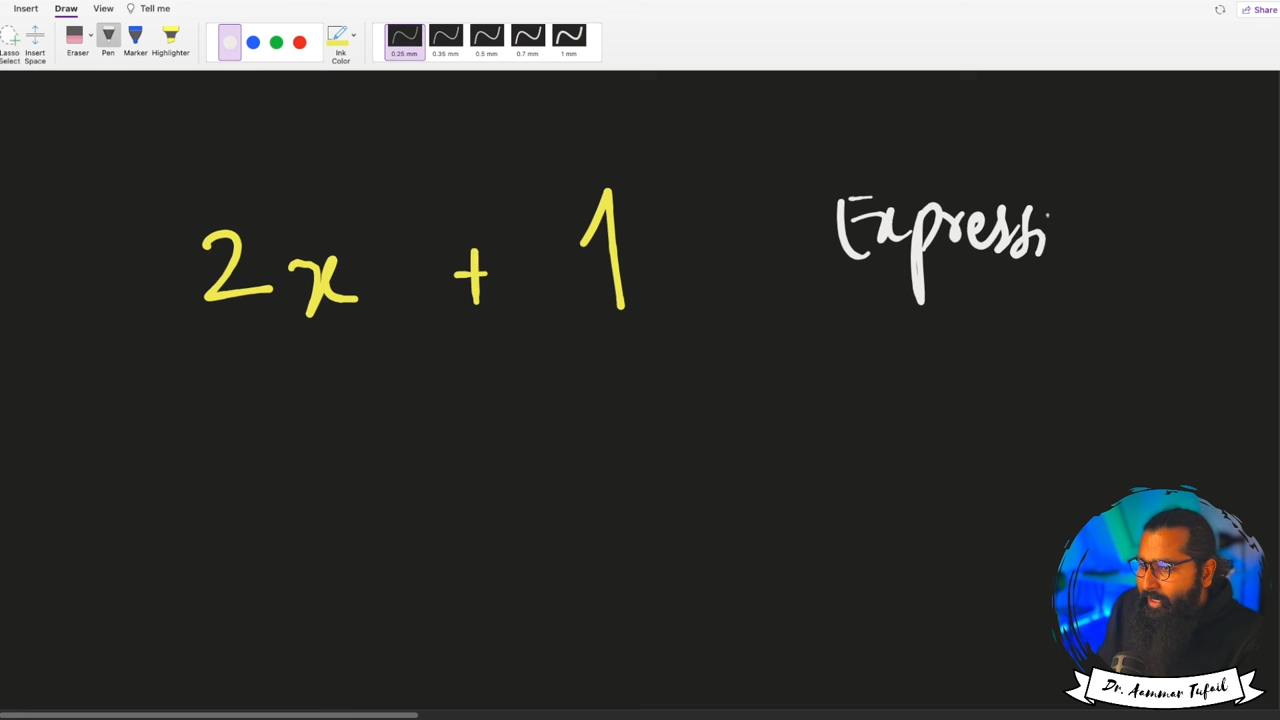 Insert Draw View Tell me Share
Lasso Select Insert Space Eraser Pen Marker Highlighter Ink Color 0.25 mm 0.35 mm 0.5 mm 0.7 mm 1 mm
2x + 1 Expressi
Dr. Aammar Tufail